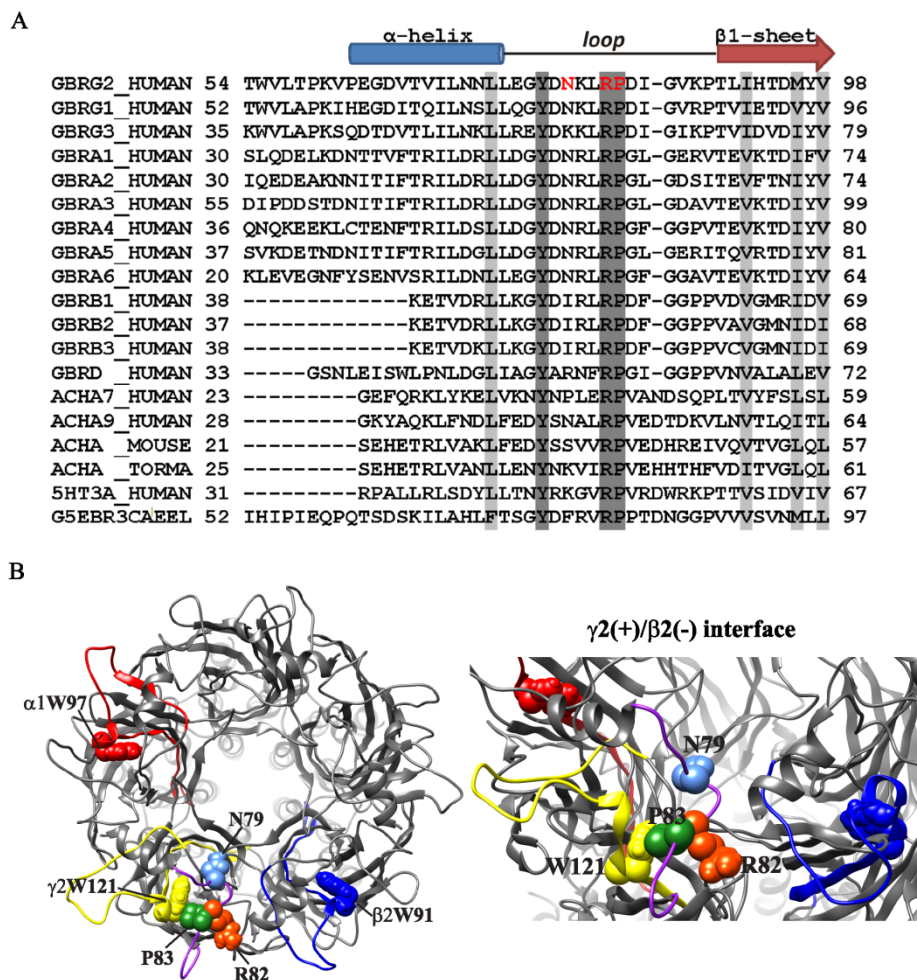 A
α-helix loop β1-sheet
GBRG2_HUMAN 54 TWVLTPKVPEGDVTVILNNLLEGYDNKLRPDI-GVKPTLIHTDMYV 98
GBRG1_HUMAN 52 TWVLAPKIHEGDITQILNSLLQGYDNKLRPDI-GVRPTVIETDVYV 96
GBRG3_HUMAN 35 KWVLAPKSQDTDVTLILNKLLREYDKKLRPDI-GIKPTVIDVDIYV 79
GBRA1_HUMAN 30 SLQDELKDNTTVFTRILDRLLDGYDNRLRPGL-GERVTEVKTDIFV 74
GBRA2_HUMAN 30 IQEDEAKNNITIFTRILDRLLDGYDNRLRPGL-GDSITEVFTNIYV 74
GBRA3_HUMAN 55 DIPDDSTDNITIFTRILDRLLDGYDNRLRPGL-GDAVTEVKTDIYV 99
GBRA4_HUMAN 36 QNQKEEKLCTENFTRILDSLLDGYDNRLRPGF-GGPVTEVKTDIYV 80
GBRA5_HUMAN 37 SVKDETNDNITIFTRILDGLLDGYDNRLRPGL-GERITQVRTDIYV 81
GBRA6_HUMAN 20 KLEVEGNFYSENVSRILDNLLEGYDNRLRPGF-GGAVTEVKTDIYV 64
GBRB1_HUMAN 38 -------------KETVDRLLKGYDIRLRPDF-GGPPVDVGMRIDV 69
GBRB2_HUMAN 37 -------------KETVDRLLKGYDIRLRPDF-GGPPVAVGMNIDI 68
GBRB3_HUMAN 38 -------------KETVDKLLKGYDIRLRPDF-GGPPVCVGMNIDI 69
GBRD_HUMAN 33 -----GSNLEISWLPNLDGLIAGYARNFRPGI-GGPPVNVALALEV 72
ACHA7_HUMAN 23 ---------GEFQRKLYKELVKNYNPLERPVANDSQPLTVYFSLSL 59
ACHA9_HUMAN 28 ---------GKYAQKLFNDLFEDYSNALRPVEDTDKVLNVTLQITL 64
ACHA_MOUSE 21 ---------SEHETRLVAKLFEDYSSVVRPVEDHREIVQVTVGLQL 57
ACHA_TORMA 25 ---------SEHETRLVANLLENYNKVIRPVEHHTHFVDITVGLQL 61
5HT3A_HUMAN 31 ---------RPALLRLSDYLLTNYRKGVRPVRDWRKPTTVSIDVIV 67
G5EBR3CAEEL 52 IHIPIEQPQTSDSKILAHLFTSGYDFRVRPPTDNGGPVVVSVNMLL 97
B
γ2(+)/β2(-) interface
α1W97
N79
γ2W121
P83
R82
β2W91
N79
P83
W121
R82